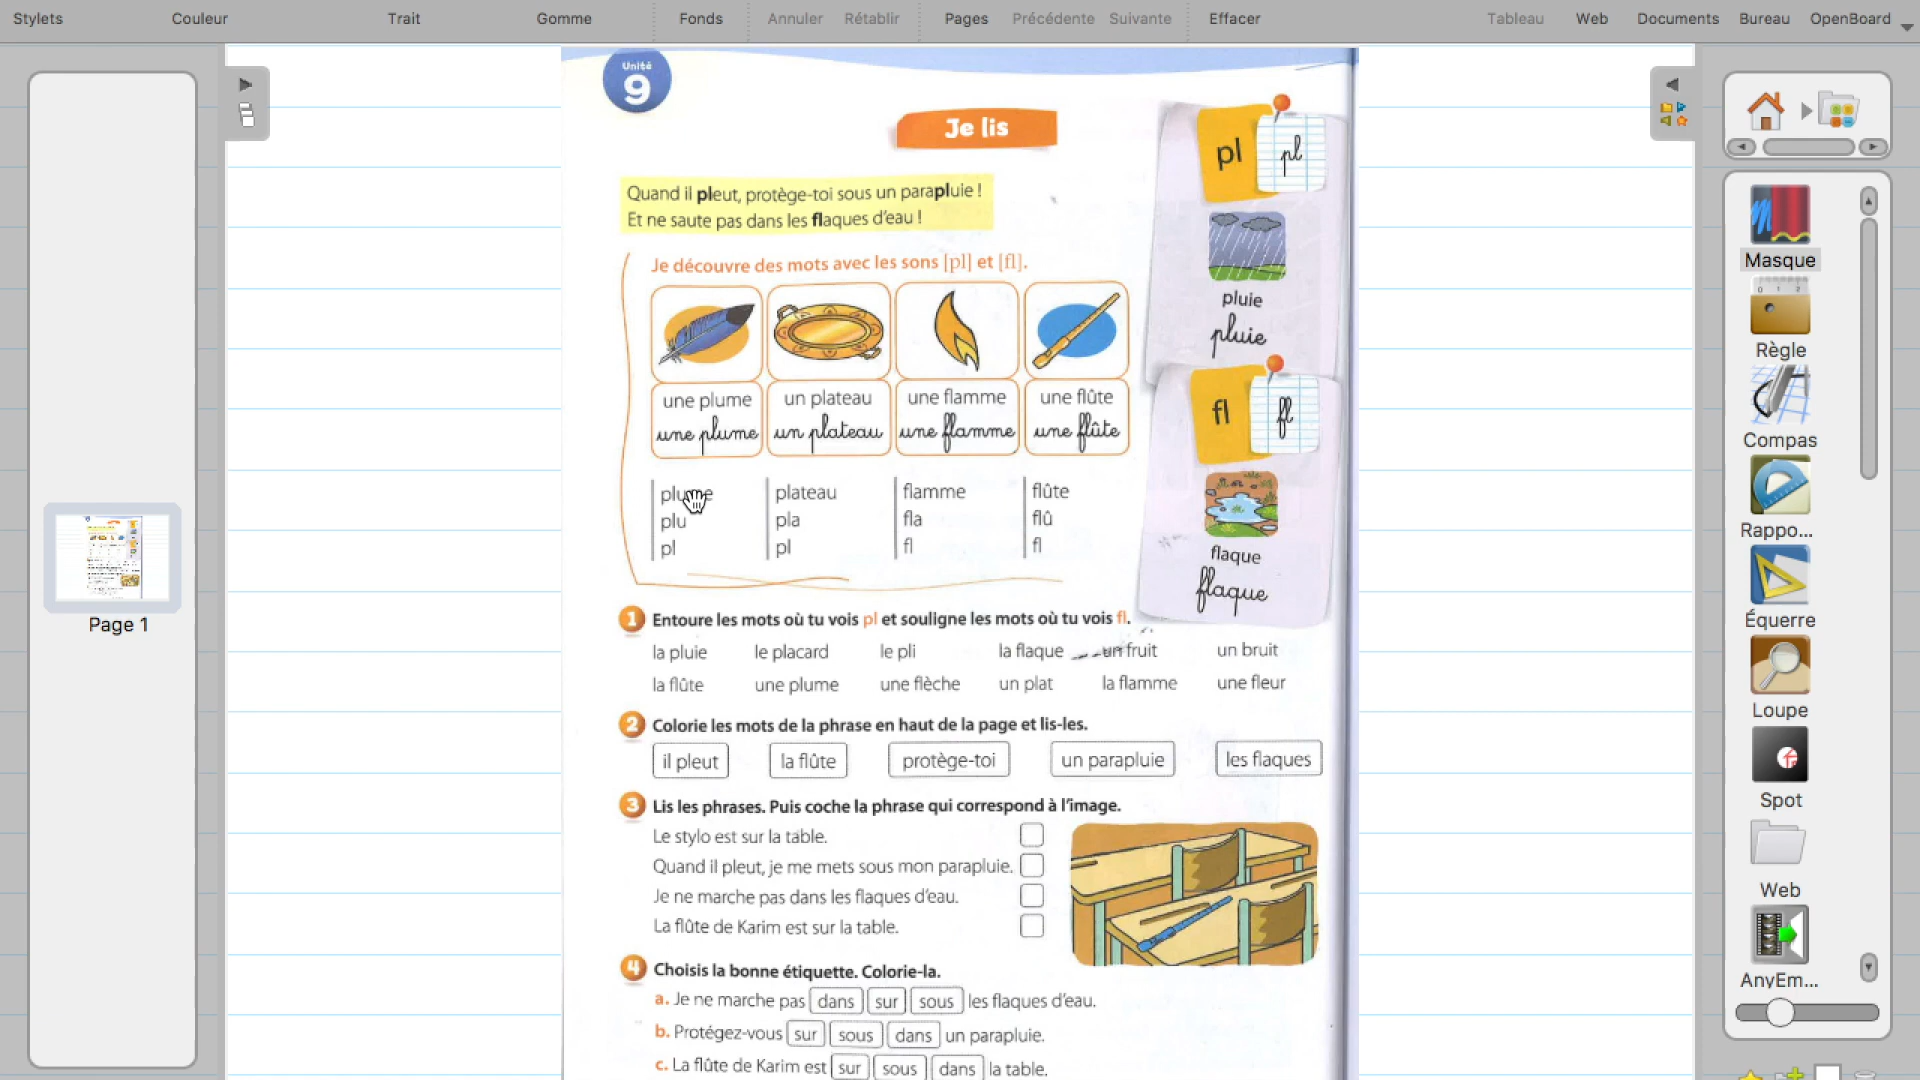 Stylets Couleur Trait Gomme Fonds Annuler Rétablir Pages Précédente Suivante Effacer Tableau Web Documents Bureau OpenBoard
Page 1
Unité
9
Je lis
Quand il pleut, protège-toi sous un parapluie !
Et ne saute pas dans les flaques d'eau !
Je découvre des mots avec les sons [pl] et [fl].
une plume un plateau une flamme une flûte
une plume un plateau une flamme une flûte
plume plateau flamme flûte
plu pla fla flû
pl pl fl fl
pl pl
pluie
pluie
fl fl
flaque
flaque
1 Entoure les mots où tu vois pl et souligne les mots où tu vois fl.
la pluie le placard le pli la flaque un fruit un bruit
la flûte une plume une flèche un plat la flamme une fleur
2 Colorie les mots de la phrase en haut de la page et lis-les.
il pleut la flûte protège-toi un parapluie les flaques
3 Lis les phrases. Puis coche la phrase qui correspond à l'image.
Le stylo est sur la table.
Quand il pleut, je me mets sous mon parapluie.
Je ne marche pas dans les flaques d'eau.
La flûte de Karim est sur la table.
4 Choisis la bonne étiquette. Colorie-la.
a. Je ne marche pas dans sur sous les flaques d'eau.
b. Protégez-vous sur sous dans un parapluie.
c. La flûte de Karim est sur sous dans la table.
Masque
0 1 2
Règle
Compas
Rappo...
Équerre
Loupe
Spot
Web
AnyEm...